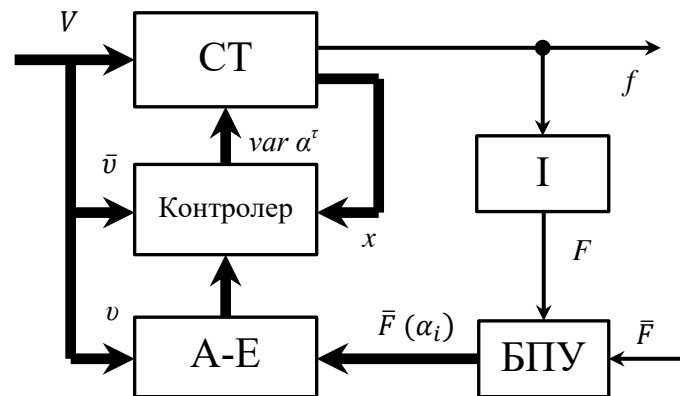 V
СТ
f
ῡ
var α^τ
I
Контролер
x
F
υ
F̄ (α_i)
F̄
А-Е
БПУ